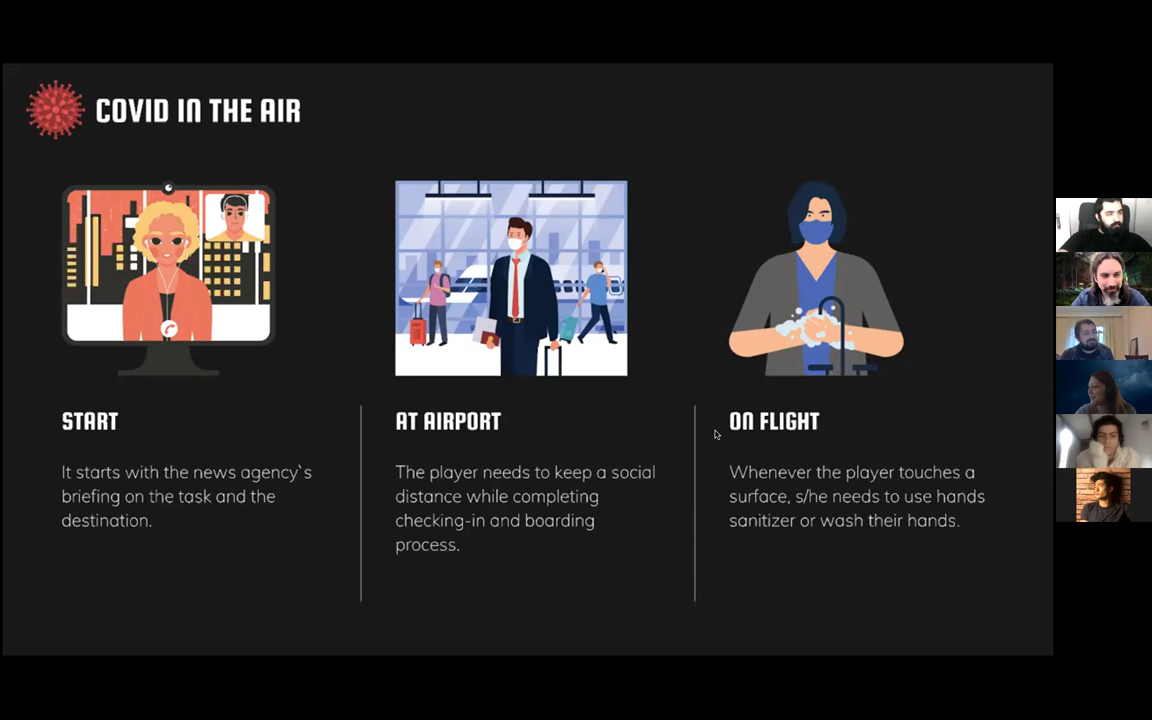 COVID IN THE AIR
START
It starts with the news agency`s
briefing on the task and the
destination.
AT AIRPORT
The player needs to keep a social
distance while completing
checking-in and boarding
process.
ON FLIGHT
Whenever the player touches a
surface, s/he needs to use hands
sanitizer or wash their hands.